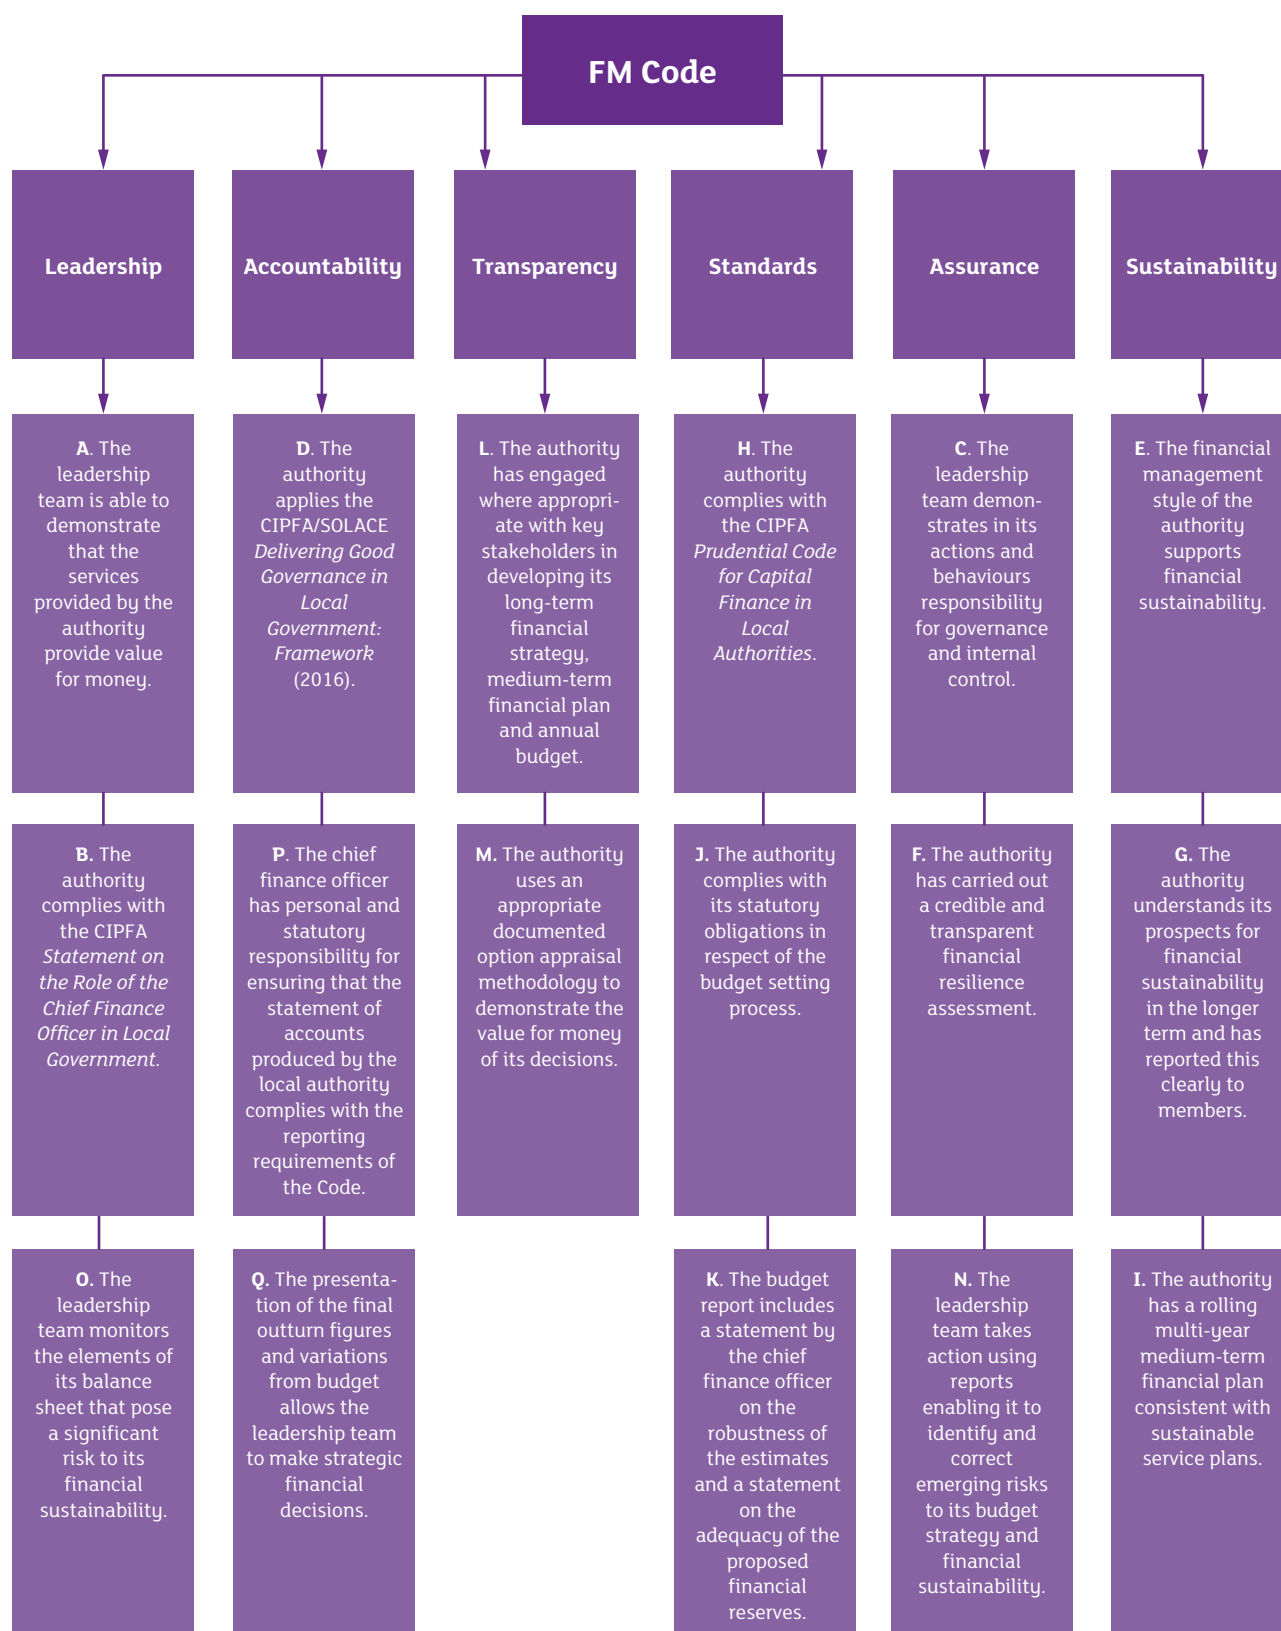 FM Code
Leadership
Accountability
Transparency
Standards
Assurance
Sustainability
A. The
leadership
team is able to
demonstrate
that the
services
provided by the
authority
provide value
for money.
D. The
authority
applies the
CIPFA/SOLACE
Delivering Good
Governance in
Local
Government:
Framework
(2016).
L. The authority
has engaged
where appropri-
ate with key
stakeholders in
developing its
long-term
financial
strategy,
medium-term
financial plan
and annual
budget.
H. The
authority
complies with
the CIPFA
Prudential Code
for Capital
Finance in
Local
Authorities.
C. The
leadership
team demon-
strates in its
actions and
behaviours
responsibility
for governance
and internal
control.
E. The financial
management
style of the
authority
supports
financial
sustainability.
B. The
authority
complies with
the CIPFA
Statement on
the Role of the
Chief Finance
Officer in Local
Government.
P. The chief
finance officer
has personal and
statutory
responsibility for
ensuring that the
statement of
accounts
produced by the
local authority
complies with the
reporting
requirements of
the Code.
M. The authority
uses an
appropriate
documented
option appraisal
methodology to
demonstrate the
value for money
of its decisions.
J. The authority
complies with
its statutory
obligations in
respect of the
budget setting
process.
F. The authority
has carried out
a credible and
transparent
financial
resilience
assessment.
G. The
authority
understands its
prospects for
financial
sustainability
in the longer
term and has
reported this
clearly to
members.
O. The
leadership
team monitors
the elements of
its balance
sheet that pose
a significant
risk to its
financial
sustainability.
Q. The presenta-
tion of the final
outturn figures
and variations
from budget
allows the
leadership team
to make strategic
financial
decisions.
K. The budget
report includes
a statement by
the chief
finance officer
on the
robustness of
the estimates
and a statement
on the
adequacy of the
proposed
financial
reserves.
N. The
leadership
team takes
action using
reports
enabling it to
identify and
correct
emerging risks
to its budget
strategy and
financial
sustainability.
I. The authority
has a rolling
multi-year
medium-term
financial plan
consistent with
sustainable
service plans.